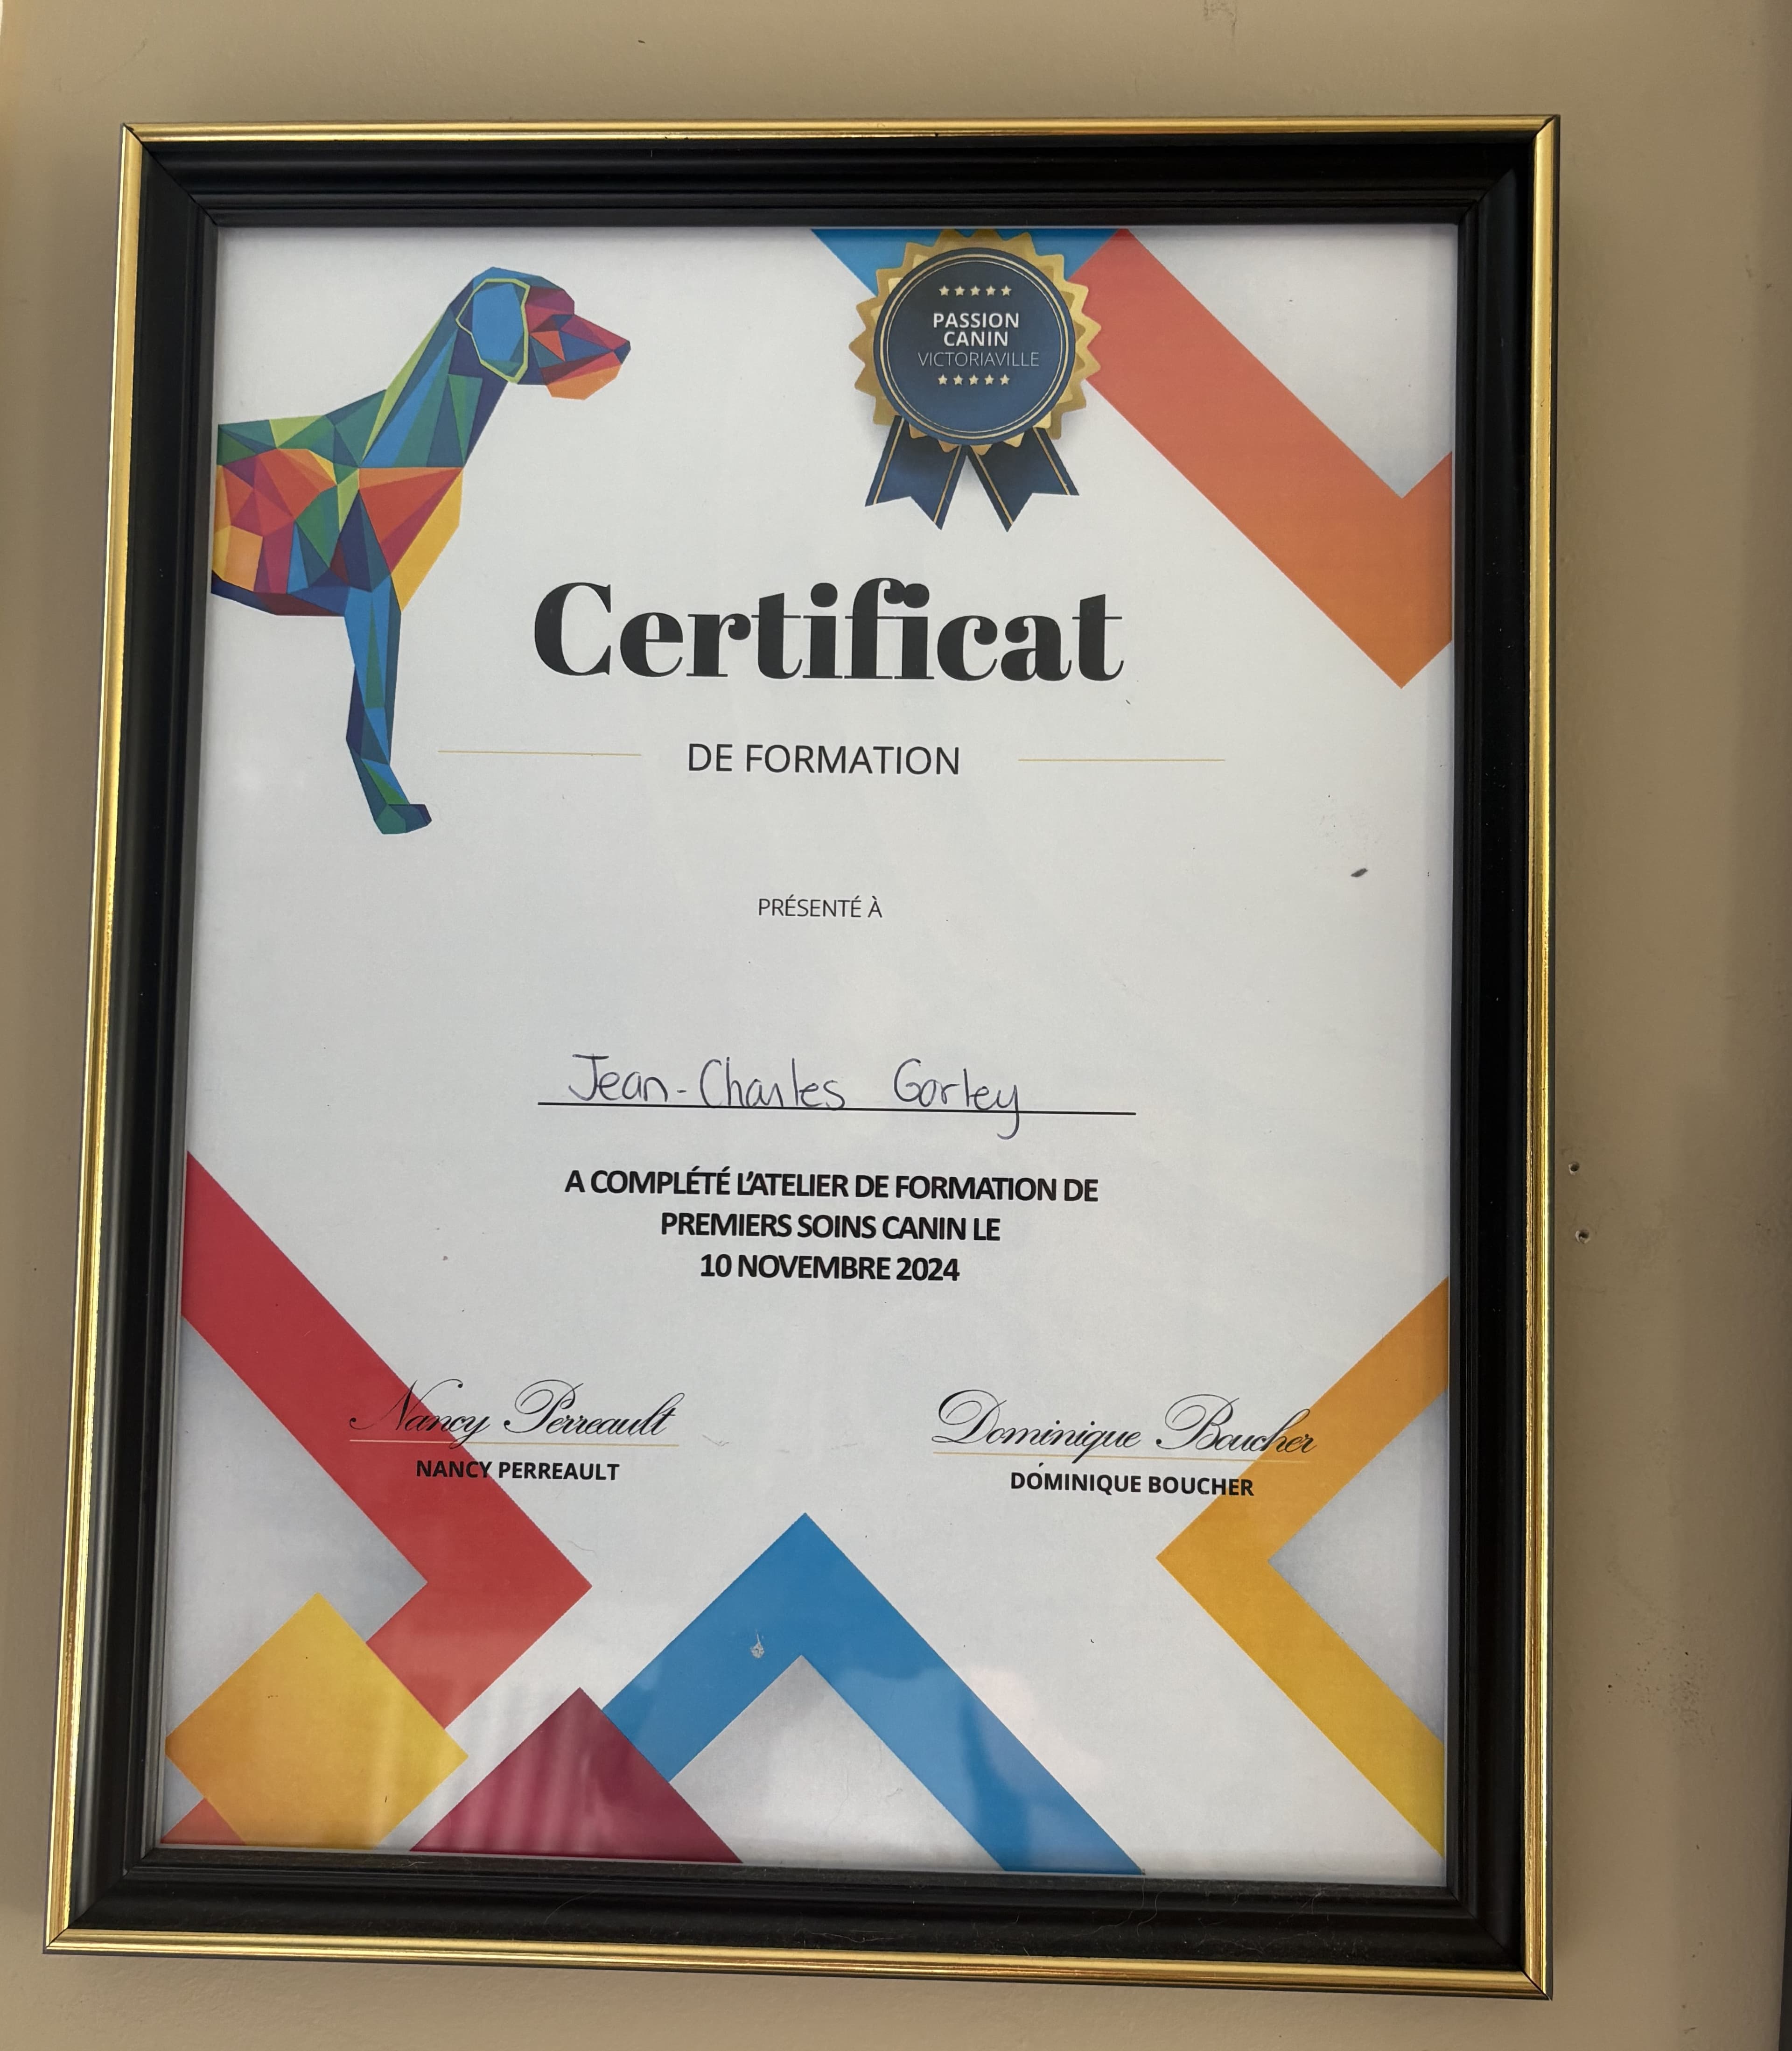 PASSION
CANIN
VICTORIAVILLE
Certificat
DE FORMATION
PRÉSENTÉ À
Jean-Charles Gorley
A COMPLÉTÉ L'ATELIER DE FORMATION DE
PREMIERS SOINS CANIN LE
10 NOVEMBRE 2024
Nancy Perreault
NANCY PERREAULT
Dominique Boucher
DOMINIQUE BOUCHER